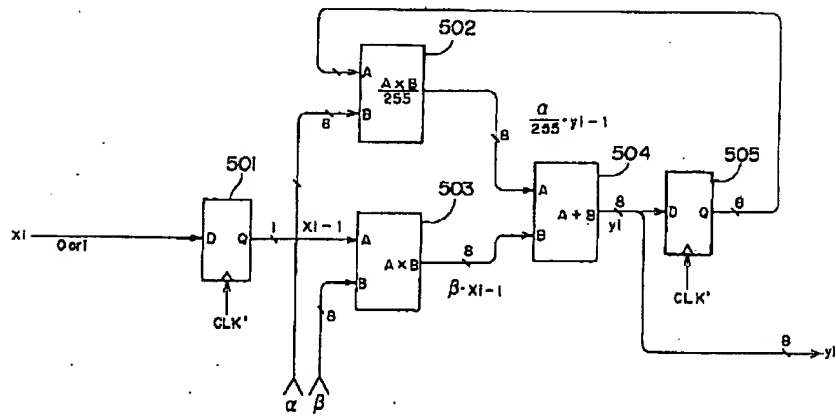 502
A
A×B
255
B
8
8
α
255
·yi-1
504
505
501
503
A
A+B
B
8
yi
D Q
8
xi
0 or 1
D Q
1
xi-1
A
A×B
B
8
β·xi-1
CLK'
CLK'
8
8
yi
α
β